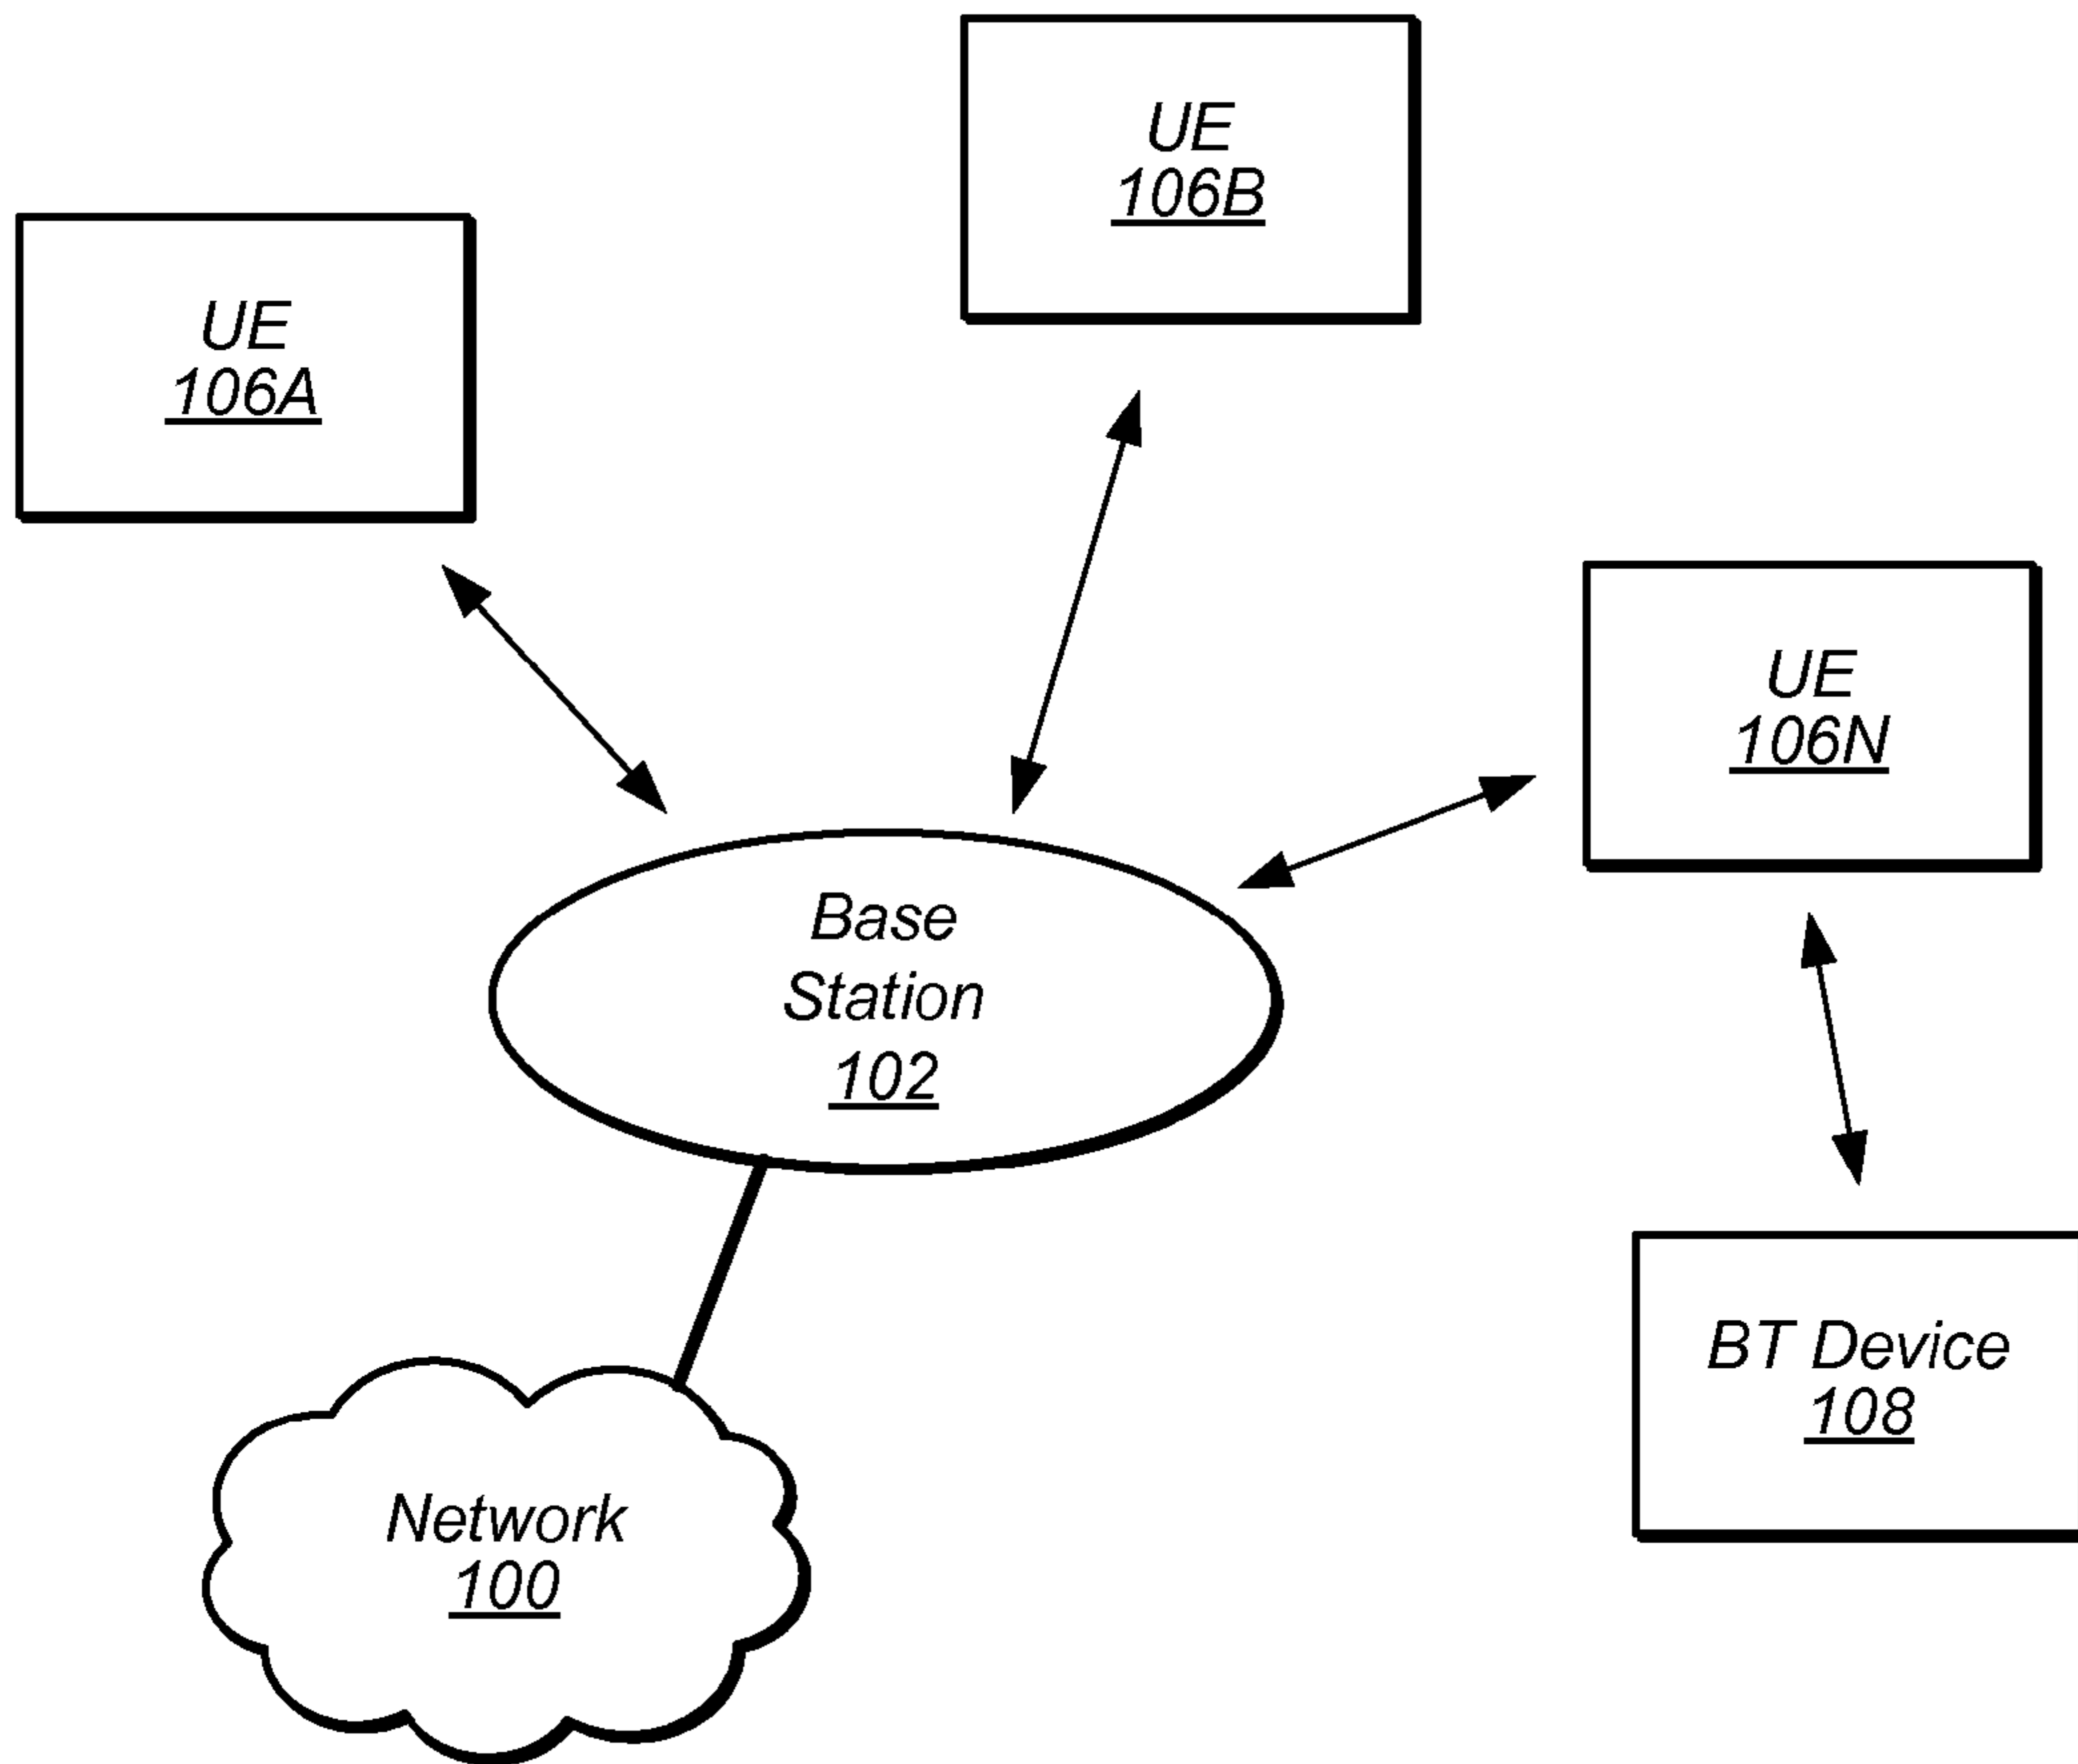 UE
106B
UE
106A
UE
106N
Base
Station
102
BT Device
108
Network
100